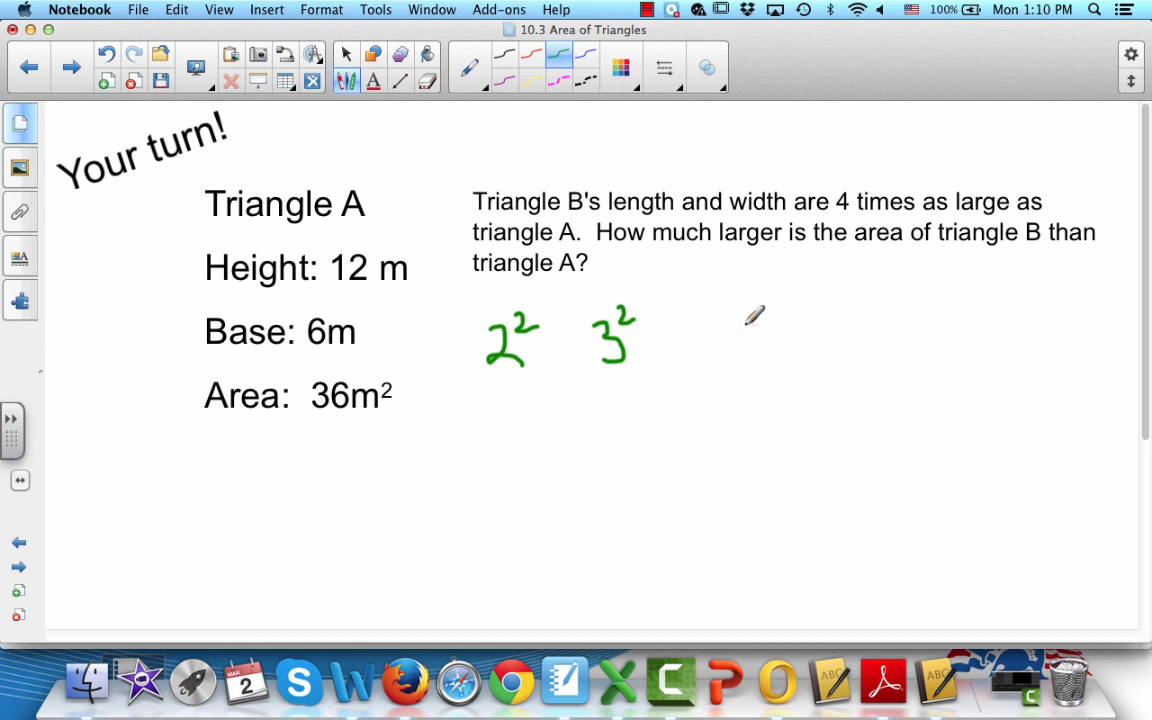 Notebook File Edit View Insert Format Tools Window Add-ons Help 100% Mon 1:10 PM
10.3 Area of Triangles
Your turn!
Triangle A
Height: 12 m
Base: 6m
Area: 36m²
Triangle B's length and width are 4 times as large as
triangle A. How much larger is the area of triangle B than
triangle A?
2² 3²